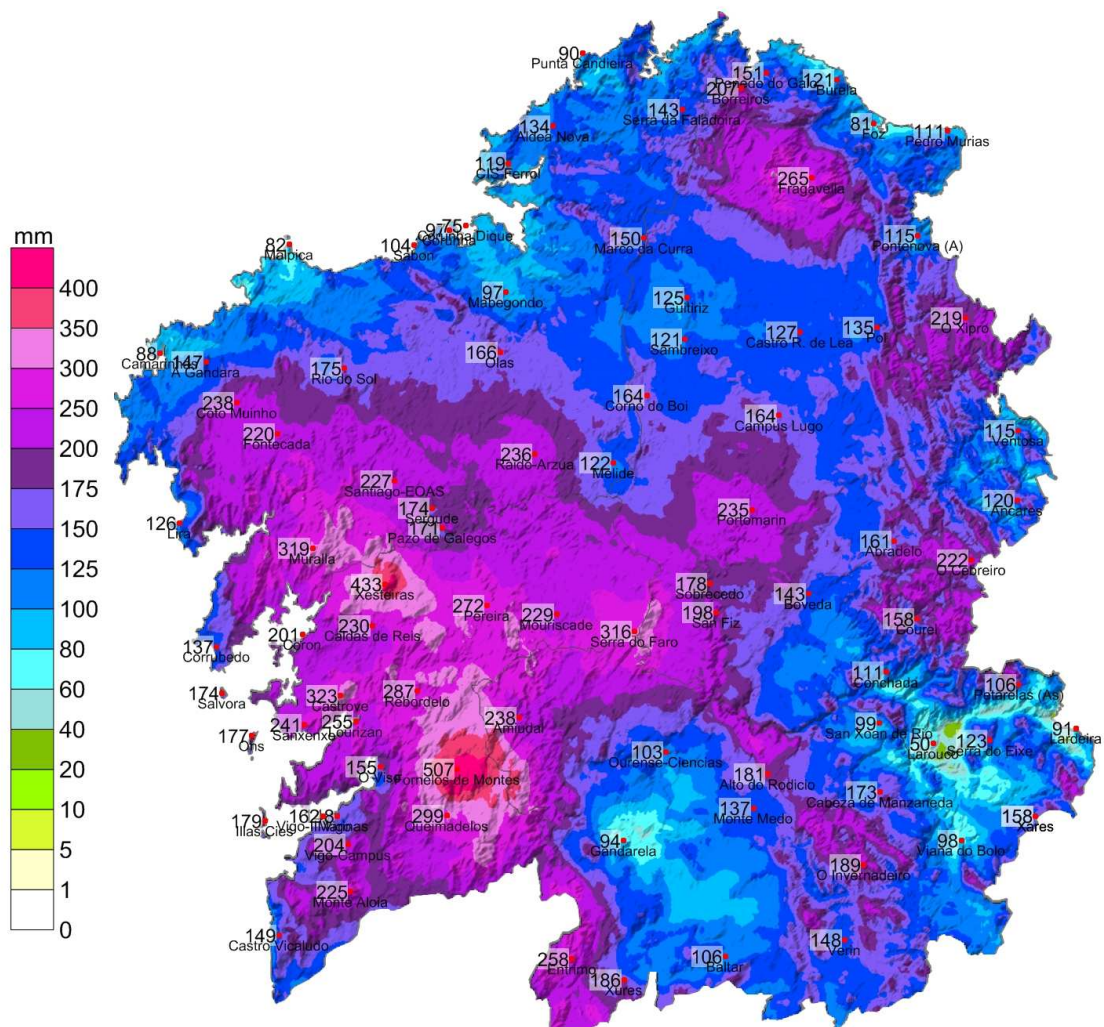 90
Punta Candieira
151
Penedo do Galo
121
Burela
207
Borreiros
143
Serra da Faladoira
134
Aldea Nova
81
Foz
111
Pedro Murias
119
CIS Ferrol
265
Fragavella
75
Coruña Dique
97
Coruña
104
Sabón
82
Malpica
150
Marco da Curra
115
Pontenova (A)
mm
400
350
300
250
200
175
150
125
100
80
60
40
20
10
5
1
0
97
Mabegondo
125
Guitiriz
219
O Xipro
121
Sambreixo
127
Castro R. de Lea
135
Pol
88
Camariñas
147
A Gándara
175
Río do Sol
166
Olas
238
Coto Muiño
164
Corno do Boi
164
Campus Lugo
220
Fontecada
115
Ventosa
236
Raído-Arzua
122
Melide
227
Santiago-EOAS
174
Sergude
171
Pazo de Galegos
235
Portomarín
120
Ancares
126
Lira
319
Muralla
161
Abradelo
222
O Cebreiro
433
Xesteiras
178
Sobrecedo
143
Bóveda
272
Pereira
229
Mouriscade
198
San Fiz
158
Courel
230
Caldas de Reis
201
Corón
316
Serra do Faro
137
Corrubedo
111
Conchada
106
Petarelas (As)
174
Sálvora
323
Castrove
287
Rebordelo
241
Sanxenxo
255
Lourizán
238
Amiudal
177
Ons
99
San Xoán de Río
50
Larouco
123
Serra do Eixe
91
Lardeira
103
Ourense-Ciencias
155
O Viso
507
Fornelos de Montes
181
Alto do Rodicio
173
Cabeza de Manzaneda
137
Monte Medo
179
Illas Cíes
162
299
Queimadelos
158
Xares
204
Vigo-Campus
94
Gandarela
98
Viana do Bolo
189
O Invernadeiro
225
Monte Aloia
149
Castro Vicaludo
148
Verín
258
Entrimo
106
Baltar
186
Xurés